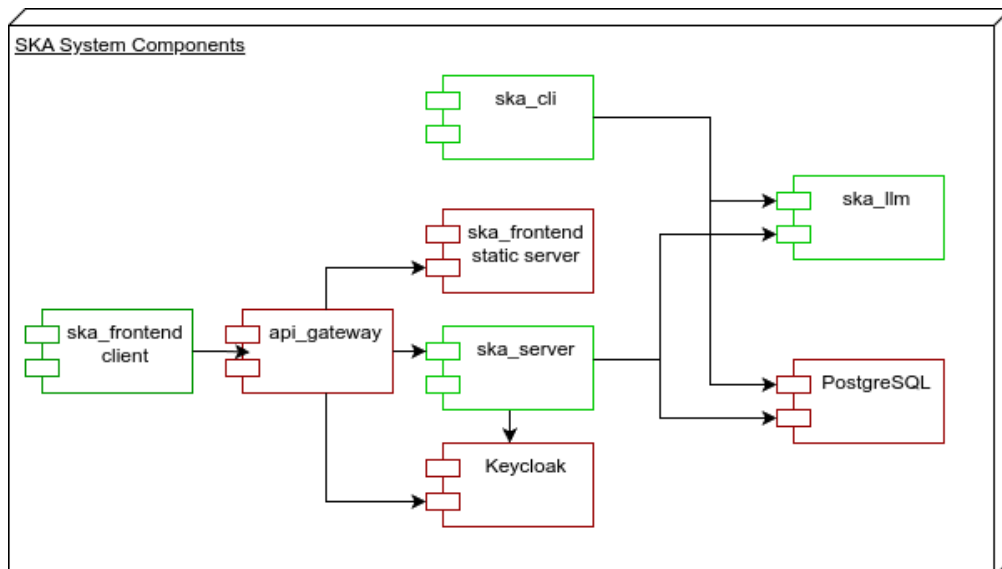 SKA System Components
ska_cli
ska_llm
ska_frontend
static server
ska_frontend
client
api_gateway
ska_server
PostgreSQL
Keycloak